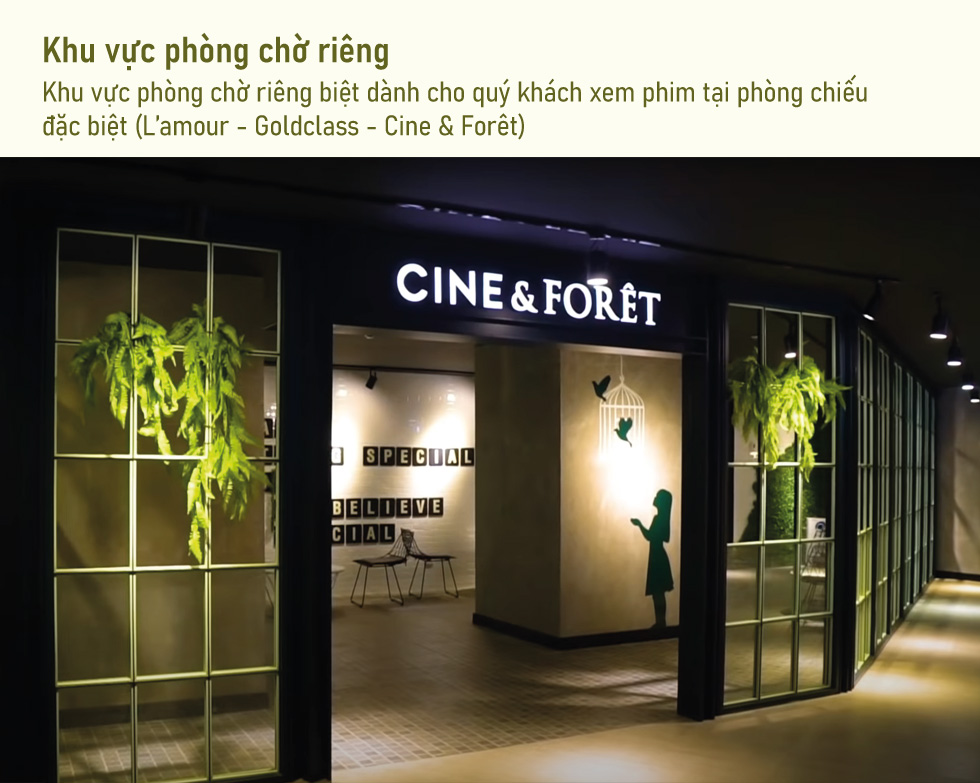 Khu vực phòng chờ riêng
Khu vực phòng chờ riêng biệt dành cho quý khách xem phim tại phòng chiếu
đặc biệt (L'amour - Goldclass - Cine & Forêt)
CINE & FORÊT
SPECIAL
BELIEVE
CIAL